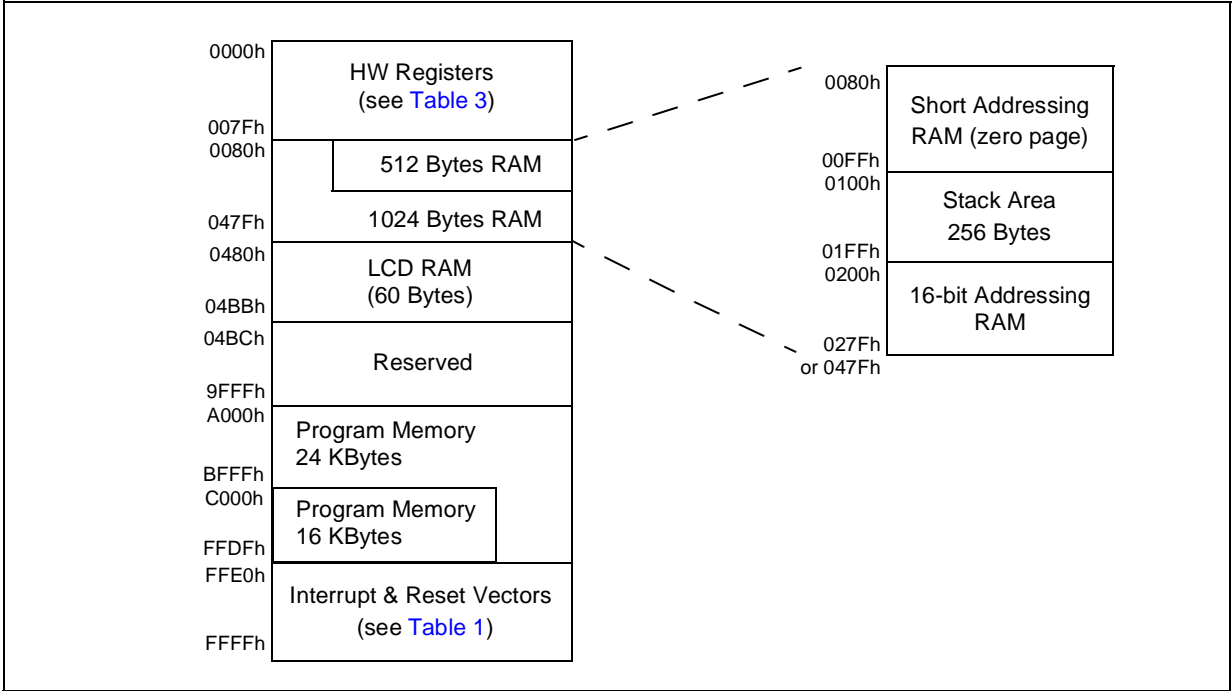 0000h
HW Registers
(see Table 3)
007Fh
0080h
512 Bytes RAM
1024 Bytes RAM
047Fh
0480h
LCD RAM
(60 Bytes)
04BBh
04BCh
Reserved
9FFFh
A000h
Program Memory
24 KBytes
BFFFh
C000h
Program Memory
16 KBytes
FFDFh
FFE0h
Interrupt & Reset Vectors
(see Table 1)
FFFFh
0080h
Short Addressing
RAM (zero page)
00FFh
0100h
Stack Area
256 Bytes
01FFh
0200h
16-bit Addressing
RAM
027Fh
or 047Fh